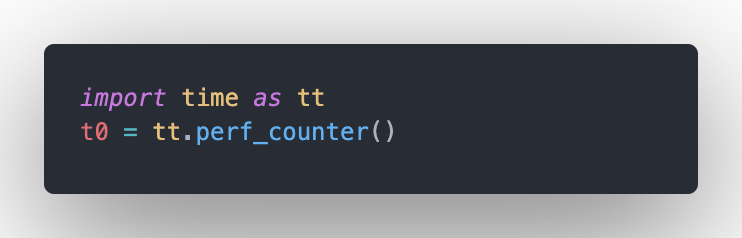 import time as tt
t0 = tt.perf_counter()